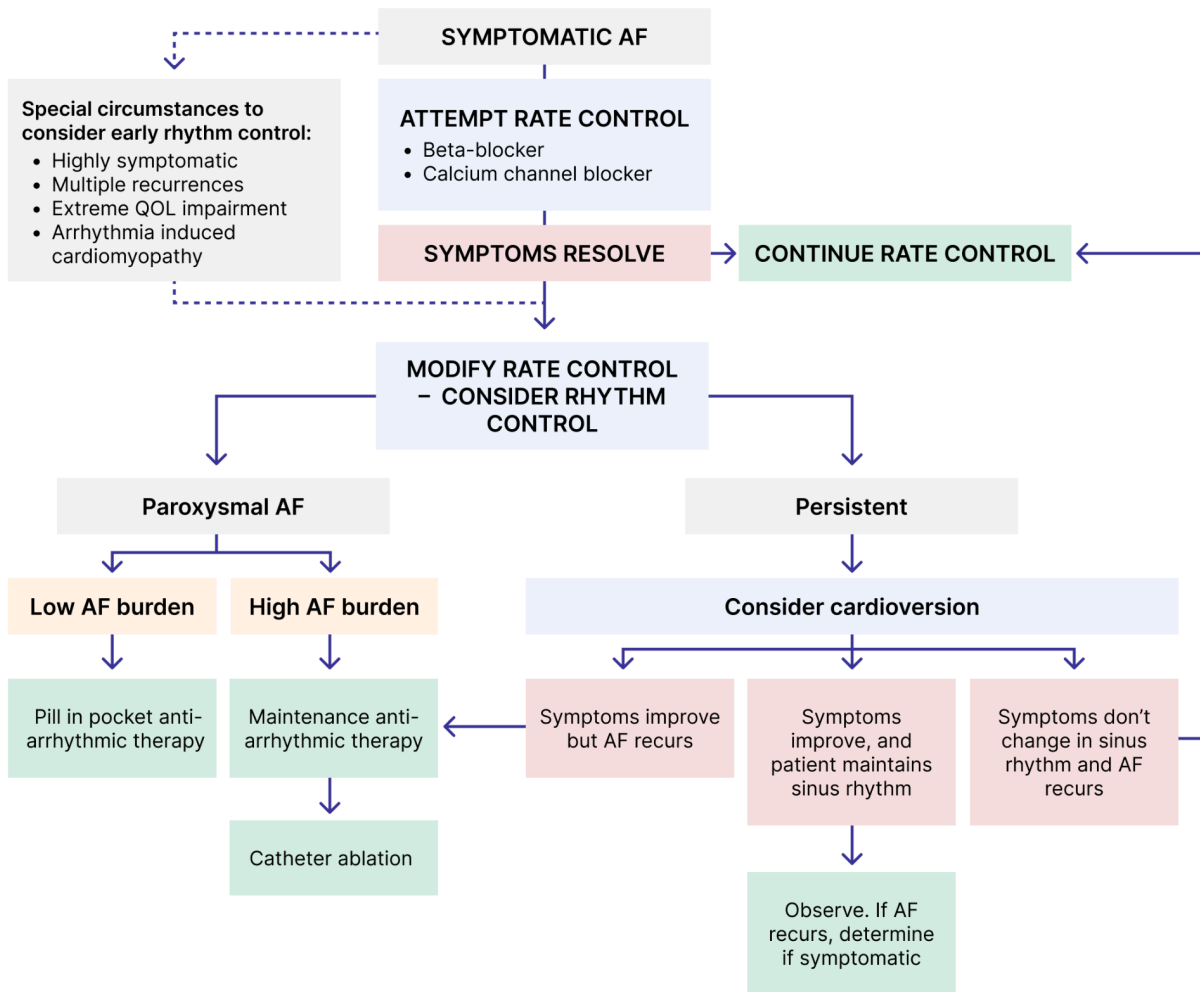 SYMPTOMATIC AF
Special circumstances to
consider early rhythm control:
• Highly symptomatic
• Multiple recurrences
• Extreme QOL impairment
• Arrhythmia induced
cardiomyopathy
ATTEMPT RATE CONTROL
• Beta-blocker
• Calcium channel blocker
SYMPTOMS RESOLVE
CONTINUE RATE CONTROL
MODIFY RATE CONTROL
– CONSIDER RHYTHM
CONTROL
Paroxysmal AF
Persistent
Low AF burden
High AF burden
Consider cardioversion
Pill in pocket anti-
arrhythmic therapy
Maintenance anti-
arrhythmic therapy
Symptoms improve
but AF recurs
Symptoms
improve, and
patient maintains
sinus rhythm
Symptoms don’t
change in sinus
rhythm and AF
recurs
Catheter ablation
Observe. If AF
recurs, determine
if symptomatic